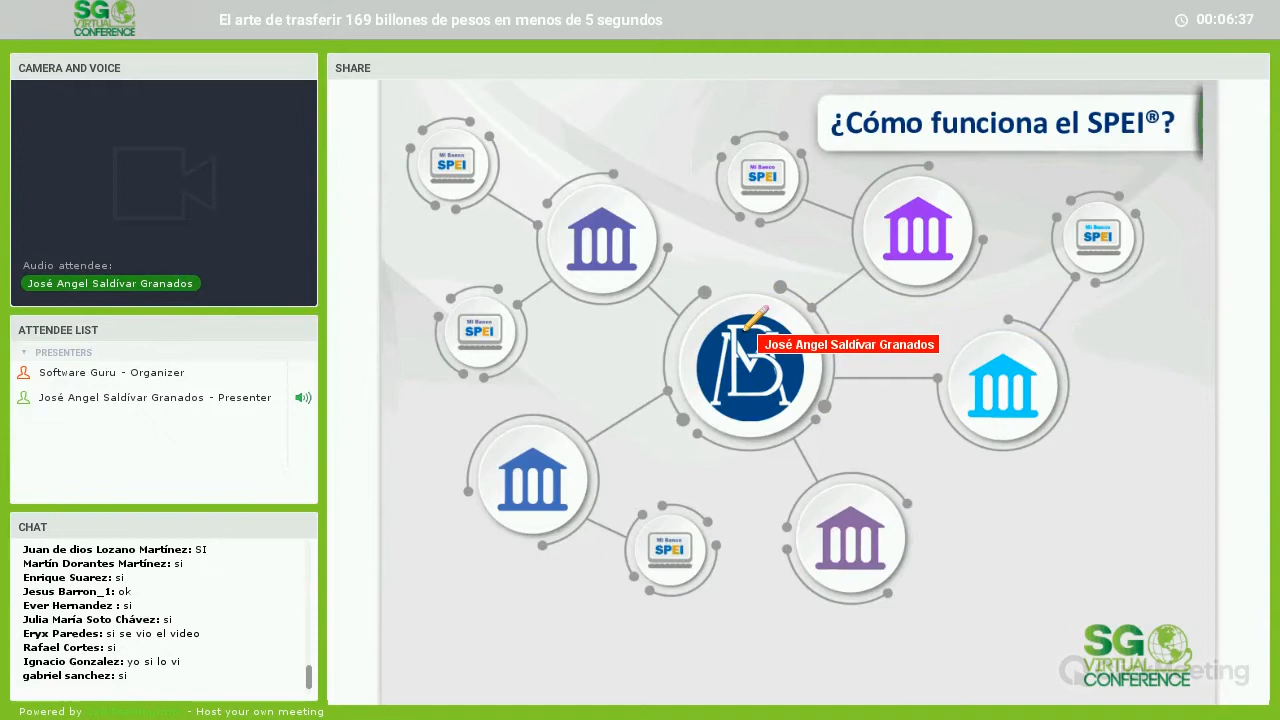 SG
VIRTUAL
CONFERENCE
El arte de trasferir 169 billones de pesos en menos de 5 segundos
00:06:37
CAMERA AND VOICE
Audio attendee:
José Angel Saldívar Granados
ATTENDEE LIST
PRESENTERS
Software Guru - Organizer
José Angel Saldívar Granados - Presenter
CHAT
Juan de dios Lozano Martínez: SI
Martín Dorantes Martínez: si
Enrique Suarez: si
Jesus Barron_1: ok
Ever Hernandez : si
Julia María Soto Chávez: si
Eryx Paredes: si se vio el video
Rafael Cortes: si
Ignacio Gonzalez: yo si lo vi
gabriel sanchez: si
Powered by
- Host your own meeting
SHARE
¿Cómo funciona el SPEI®?
Mi Banco
SPEI
Mi Banco
SPEI
Mi Banco
SPEI
Mi Banco
SPEI
BM
José Angel Saldívar Granados
Mi Banco
SPEI
SG
VIRTUAL
CONFERENCE